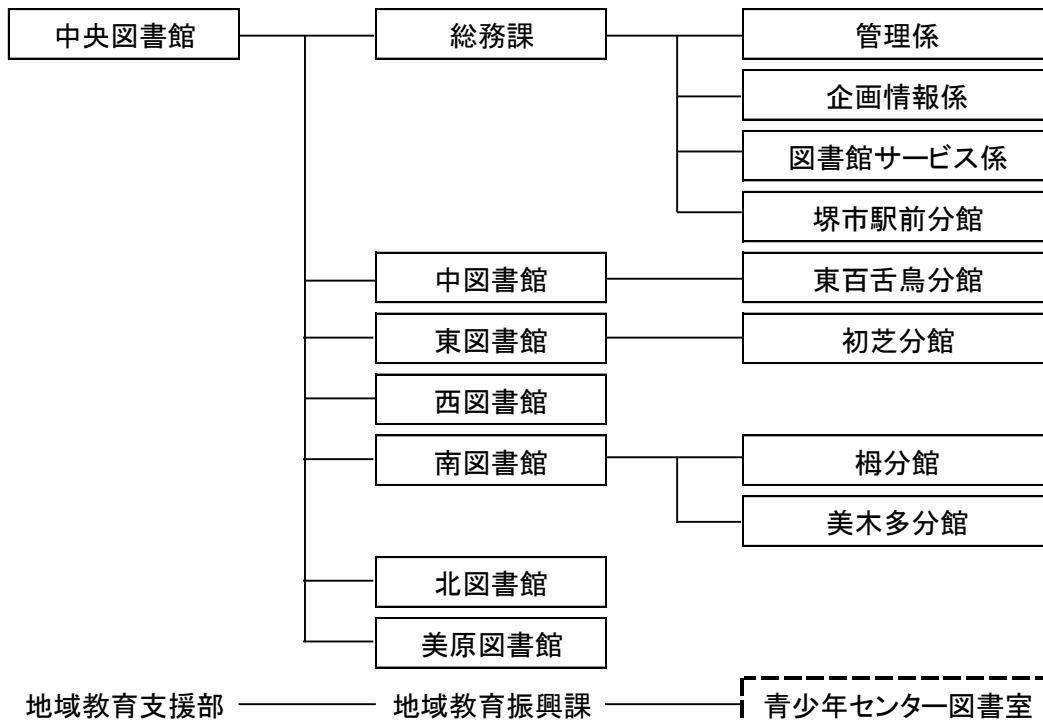 中央図書館 総務課 管理係
企画情報係
図書館サービス係
堺市駅前分館
中図書館 東百舌鳥分館
東図書館 初芝分館
西図書館
南図書館 栂分館
美木多分館
北図書館
美原図書館
地域教育支援部 地域教育振興課 青少年センター図書室